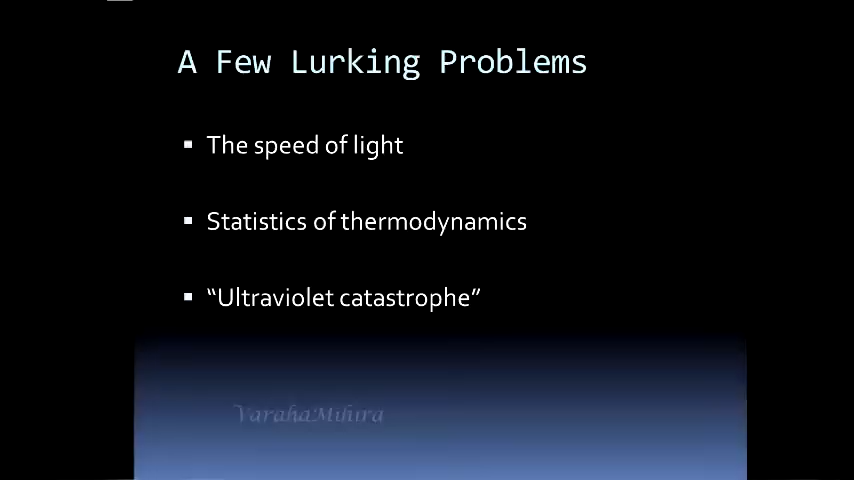 A Few Lurking Problems
The speed of light
Statistics of thermodynamics
“Ultraviolet catastrophe”
VarahaMihira